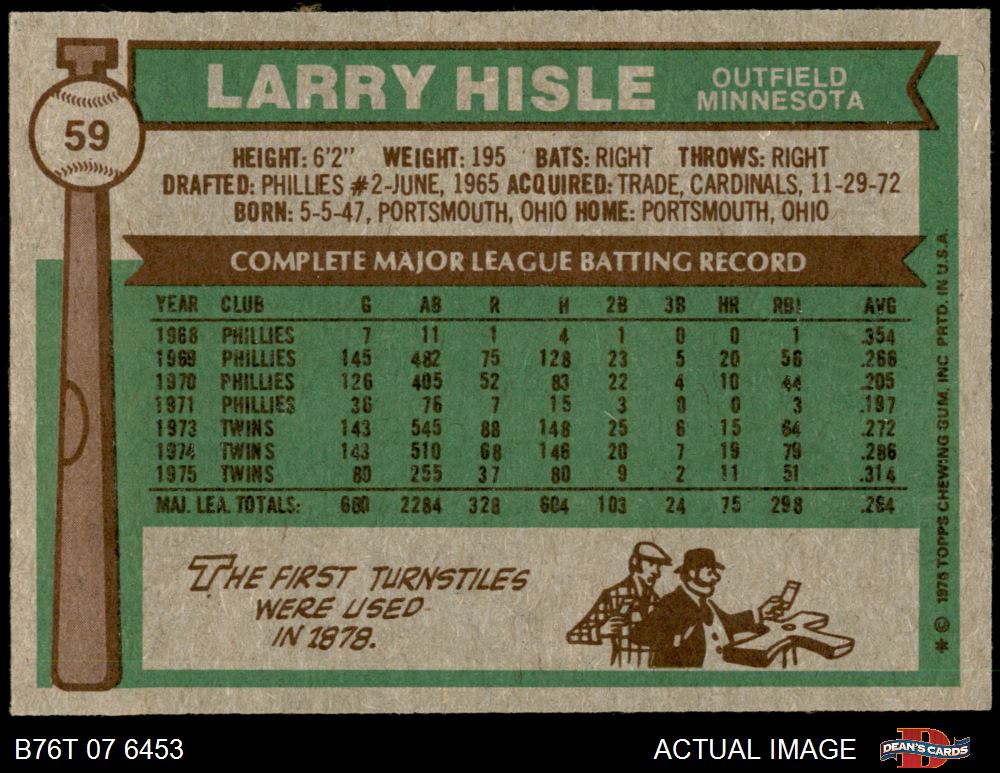 LARRY HISLE
OUTFIELD
MINNESOTA
59
HEIGHT: 6'2" WEIGHT: 195 BATS: RIGHT THROWS: RIGHT
DRAFTED: PHILLIES #2-JUNE, 1965 ACQUIRED: TRADE, CARDINALS, 11-29-72
BORN: 5-5-47, PORTSMOUTH, OHIO HOME: PORTSMOUTH, OHIO
COMPLETE MAJOR LEAGUE BATTING RECORD
YEAR CLUB G AB R H 2B 3B HR RBI AVG
1968 PHILLIES 7 11 1 4 1 0 0 1 .364
1969 PHILLIES 145 482 75 128 23 5 20 56 .266
1970 PHILLIES 126 405 52 83 22 4 10 44 .205
1971 PHILLIES 36 76 7 15 3 0 0 3 .197
1973 TWINS 143 545 88 148 25 6 15 64 .272
1974 TWINS 143 510 68 146 20 7 19 79 .286
1975 TWINS 80 255 37 80 9 2 11 51 .314
MAJ. LEA. TOTALS: 680 2284 328 604 103 24 75 298 .264
THE FIRST TURNSTILES
WERE USED
IN 1878.
* © 1976 TOPPS CHEWING GUM, INC PRTD. IN U.S.A.
B76T 07 6453
ACTUAL IMAGE
DEAN'S CARDS